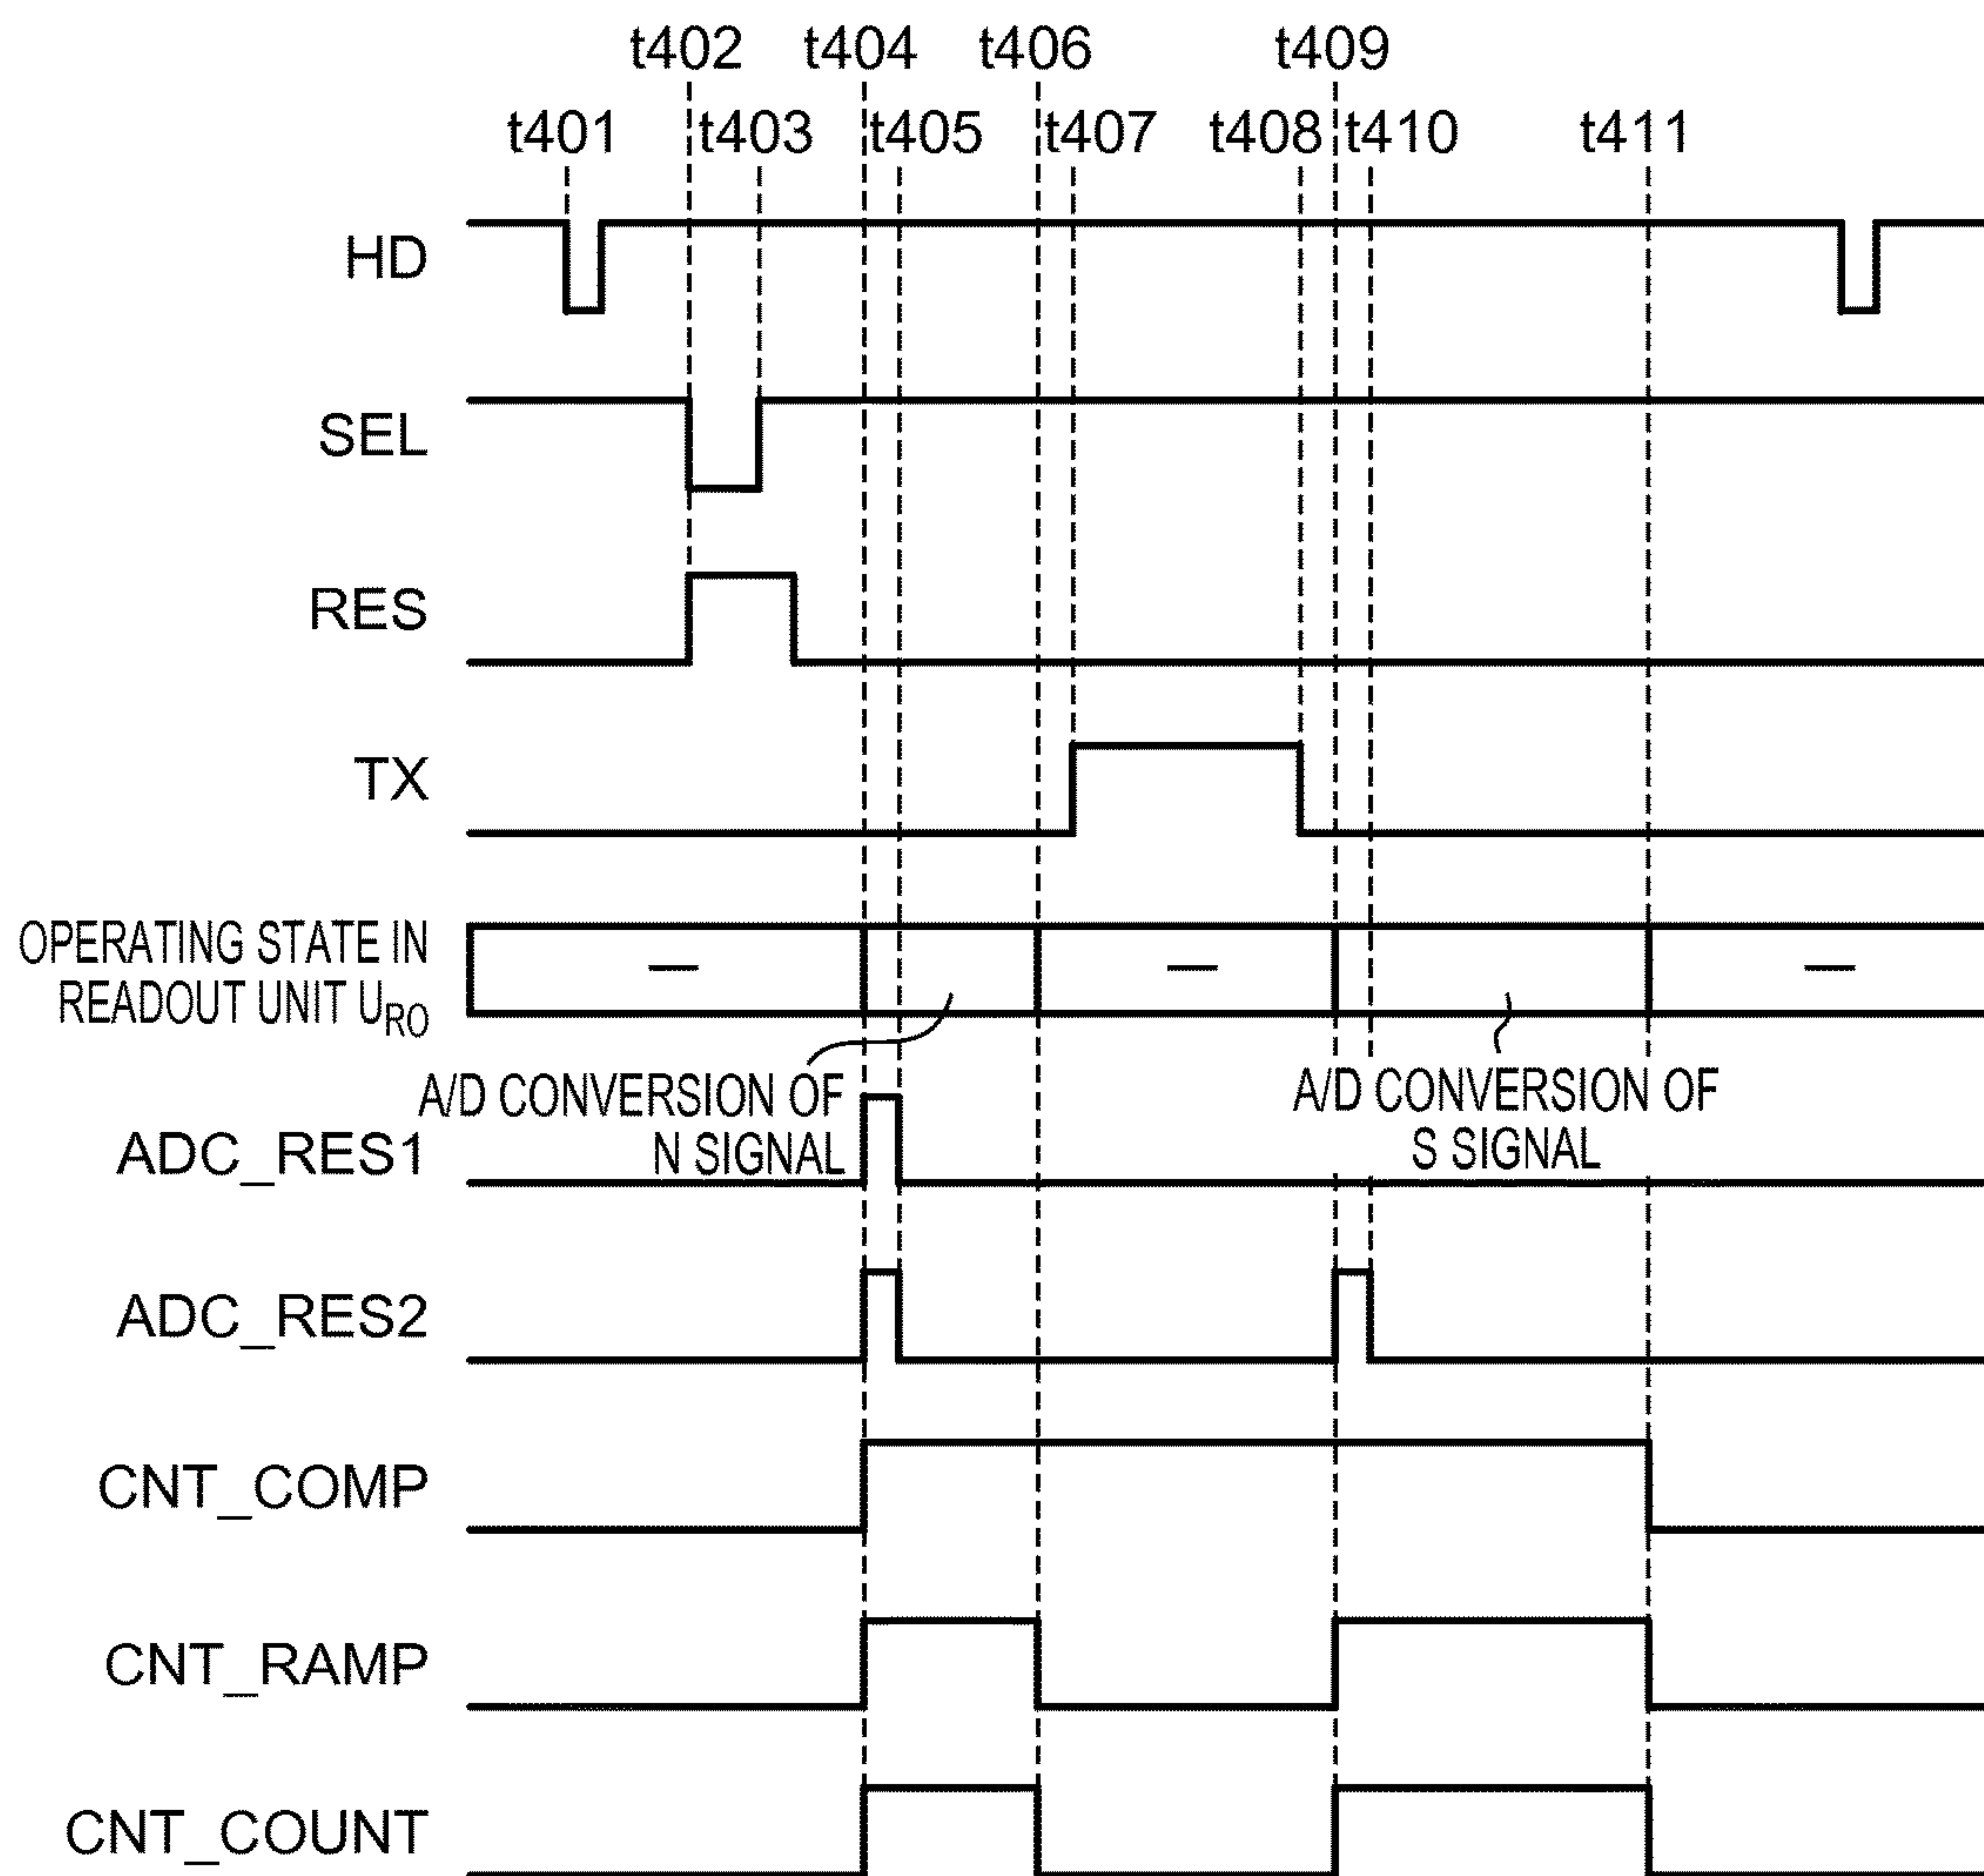 t402 t404 t406 t409
t401 t403 t405 t407 t408 t410 t411
HD
SEL
RES
TX
OPERATING STATE IN
READOUT UNIT URO
— — —
A/D CONVERSION OF
N SIGNAL
A/D CONVERSION OF
S SIGNAL
ADC_RES1
ADC_RES2
CNT_COMP
CNT_RAMP
CNT_COUNT